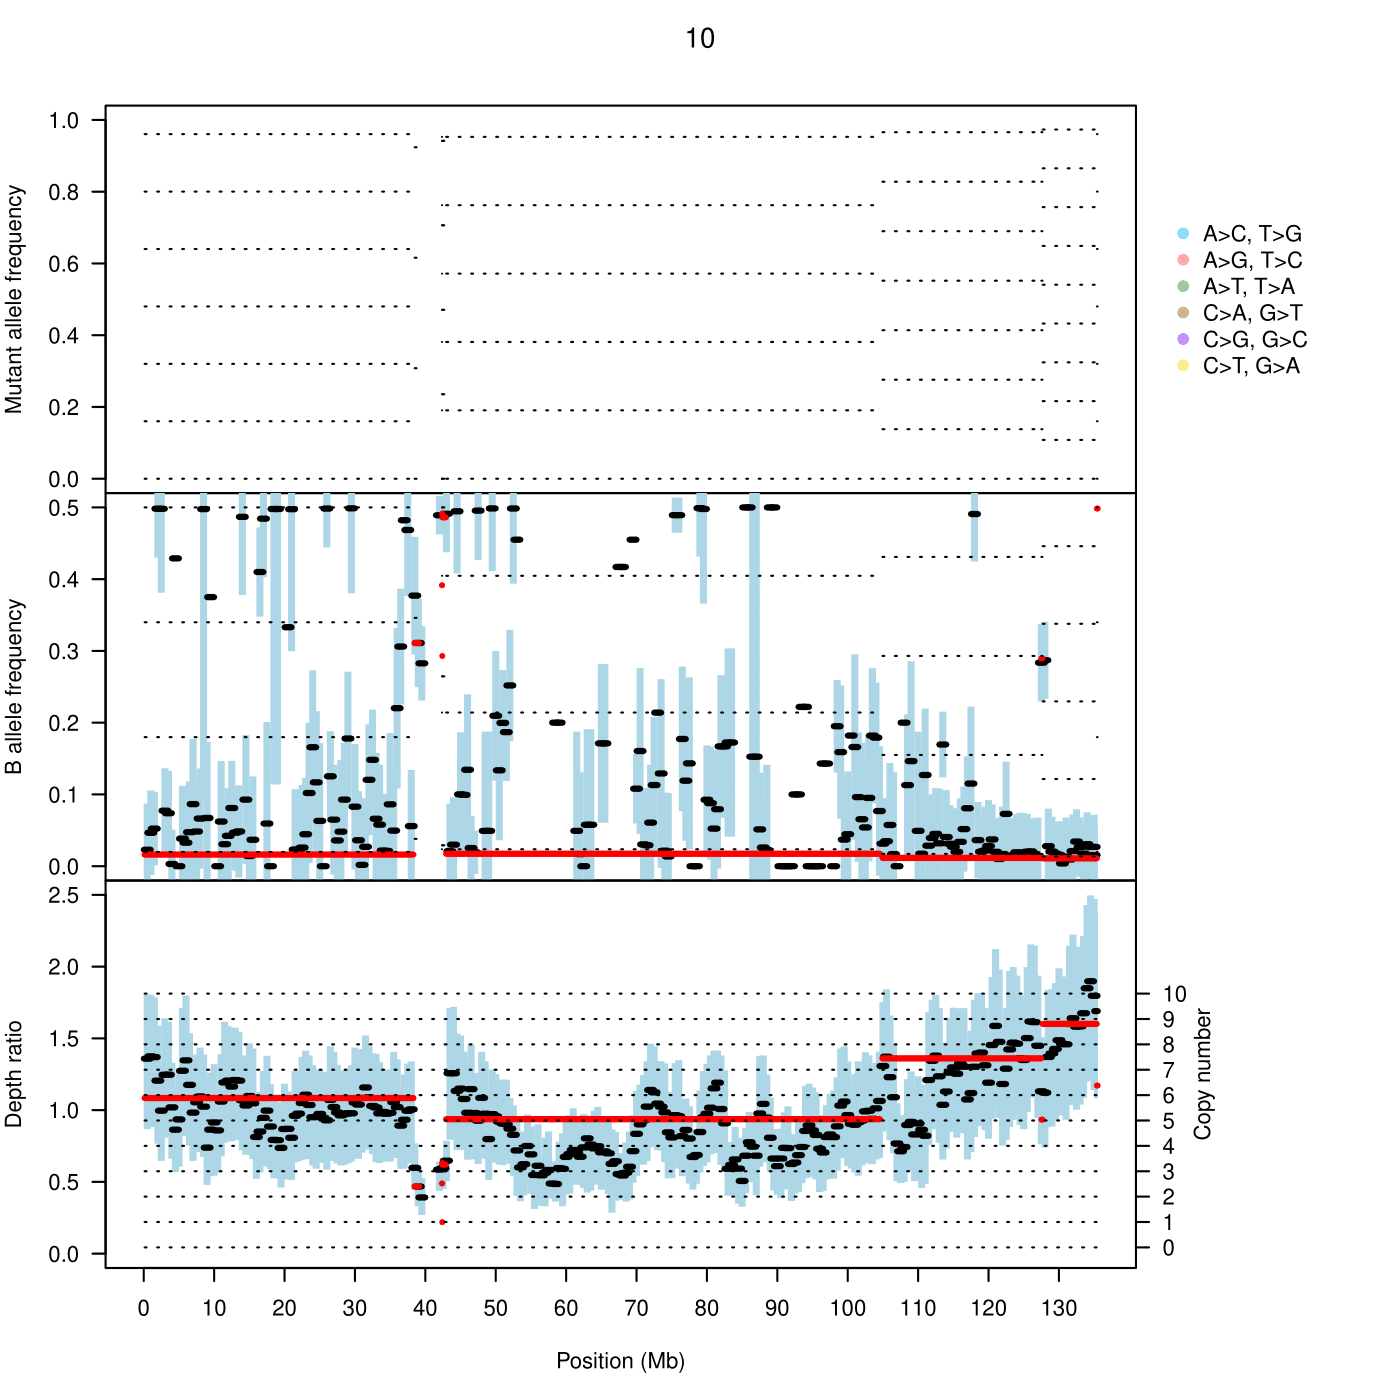 10
Mutant allele frequency
1.0
0.8
0.6
0.4
0.2
0.0
A>C, T>G
A>G, T>C
A>T, T>A
C>A, G>T
C>G, G>C
C>T, G>A
B allele frequency
0.5
0.4
0.3
0.2
0.1
0.0
Depth ratio
2.5
2.0
1.5
1.0
0.5
0.0
10
9
8
7
6
5
4
3
2
1
0
Copy number
0 10 20 30 40 50 60 70 80 90 100 110 120 130
Position (Mb)